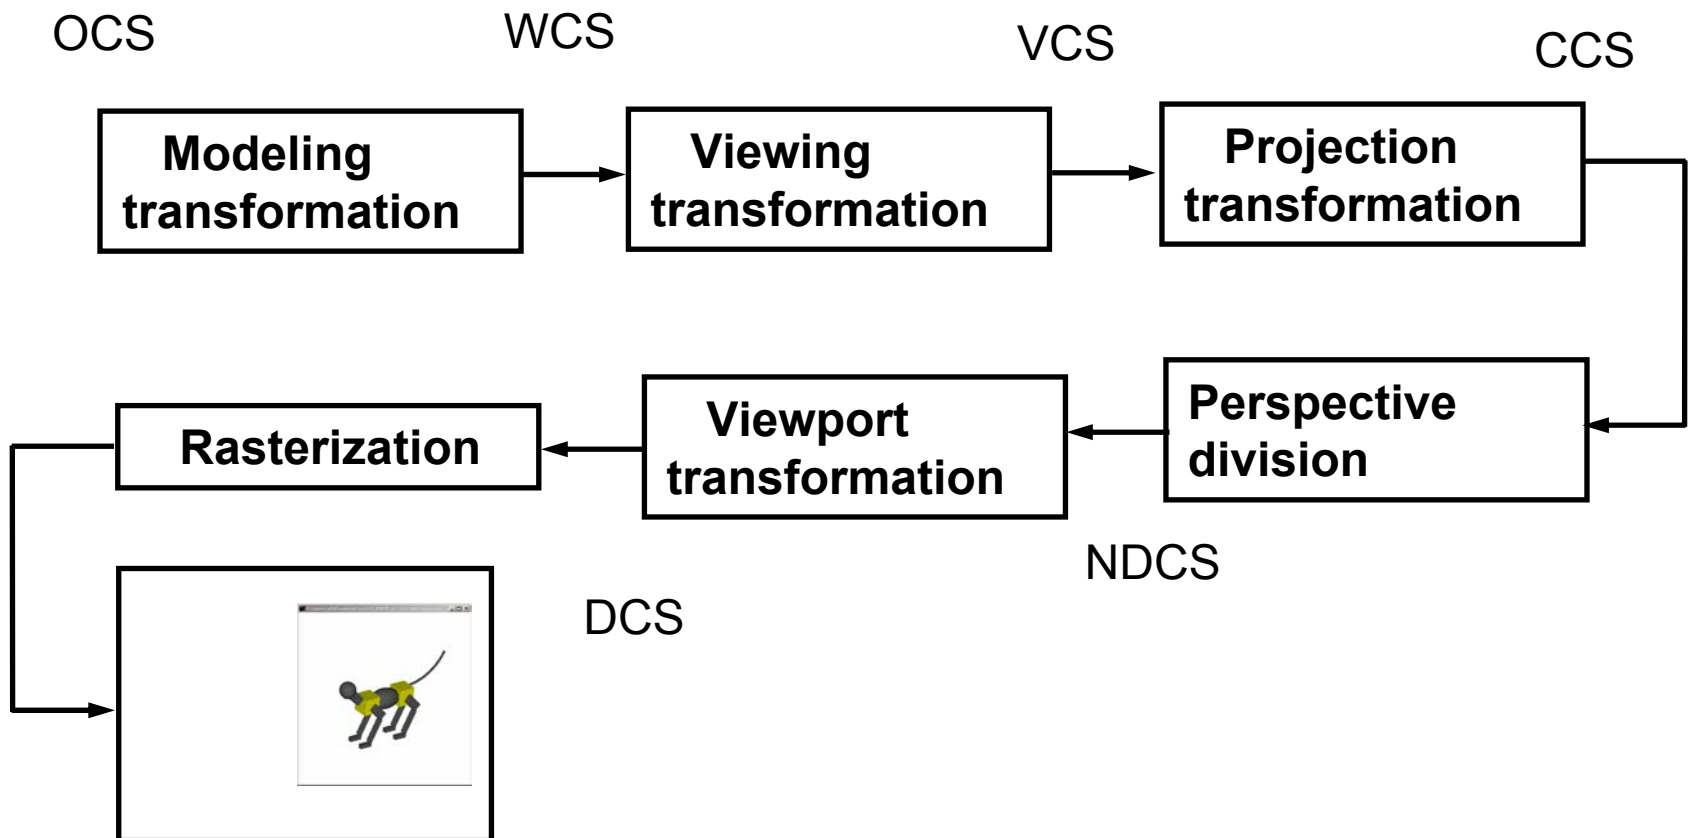 OCS
WCS
VCS
CCS
Modeling
transformation
Viewing
transformation
Projection
transformation
Perspective
division
Viewport
transformation
Rasterization
NDCS
DCS